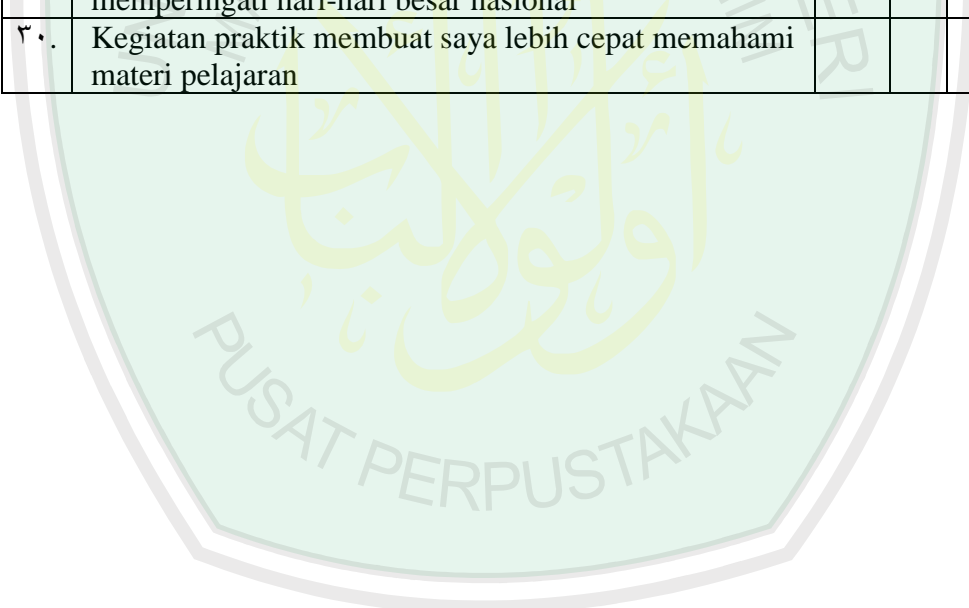 memperingati hari-hari besar nasional
٣٠. Kegiatan praktik membuat saya lebih cepat memahami
materi pelajaran
PUSAT PERPUSTAKAAN